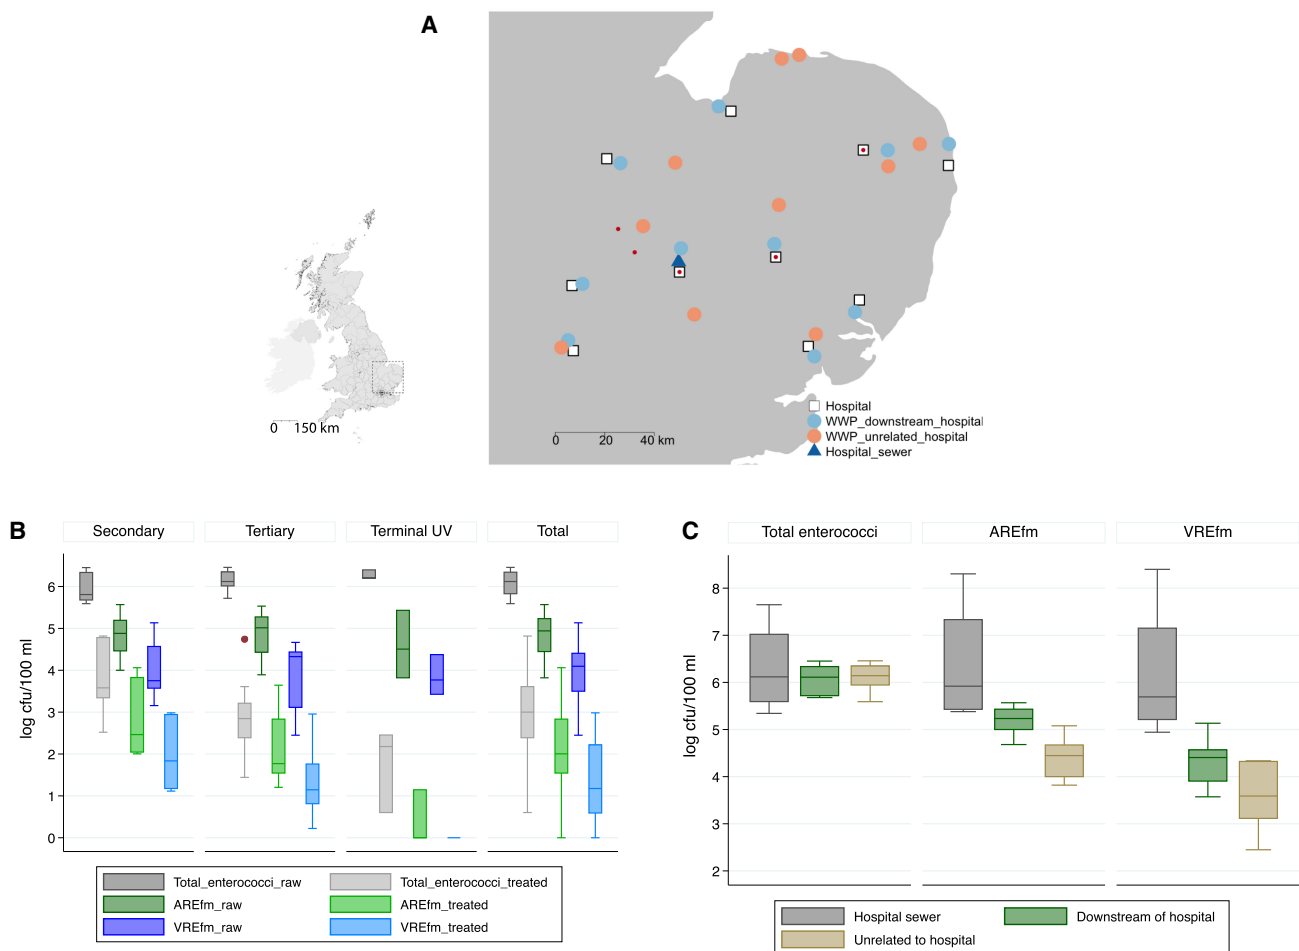 A
0 150 km
0 20 40 km
Hospital
WWP_downstream_hospital
WWP_unrelated_hospital
Hospital_sewer
B
Secondary Tertiary Terminal UV Total
log cfu/100 ml
6
5
4
3
2
1
0
Total_enterococci_raw Total_enterococci_treated
AREfm_raw AREfm_treated
VREfm_raw VREfm_treated
C
Total enterococci AREfm VREfm
log cfu/100 ml
8
7
6
5
4
3
2
Hospital sewer Downstream of hospital
Unrelated to hospital